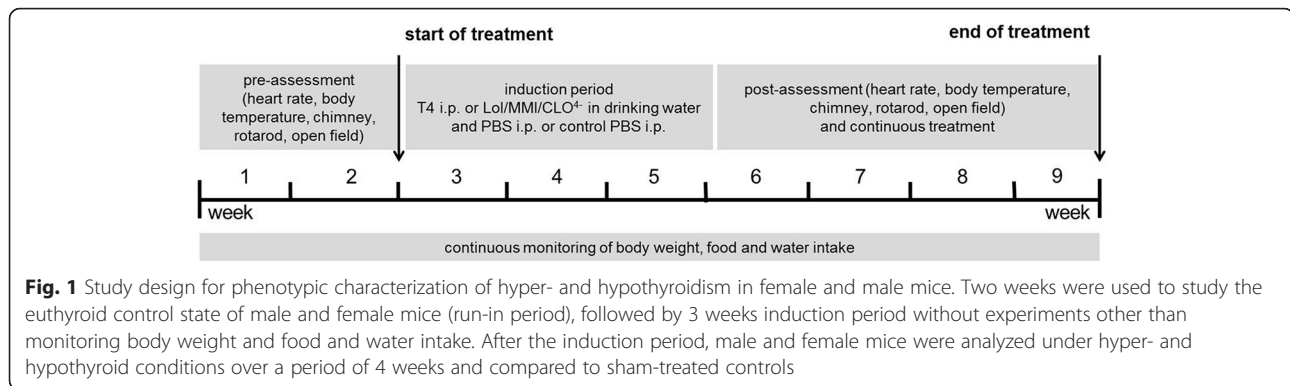 start of treatment
end of treatment
pre-assessment
(heart rate, body
temperature, chimney,
rotarod, open field)
induction period
T4 i.p. or LoI/MMI/CLO⁴⁻ in drinking water
and PBS i.p. or control PBS i.p.
post-assessment (heart rate, body temperature,
chimney, rotarod, open field)
and continuous treatment
1 2 3 4 5 6 7 8 9
week week
continuous monitoring of body weight, food and water intake
Fig. 1 Study design for phenotypic characterization of hyper- and hypothyroidism in female and male mice. Two weeks were used to study the
euthyroid control state of male and female mice (run-in period), followed by 3 weeks induction period without experiments other than
monitoring body weight and food and water intake. After the induction period, male and female mice were analyzed under hyper- and
hypothyroid conditions over a period of 4 weeks and compared to sham-treated controls